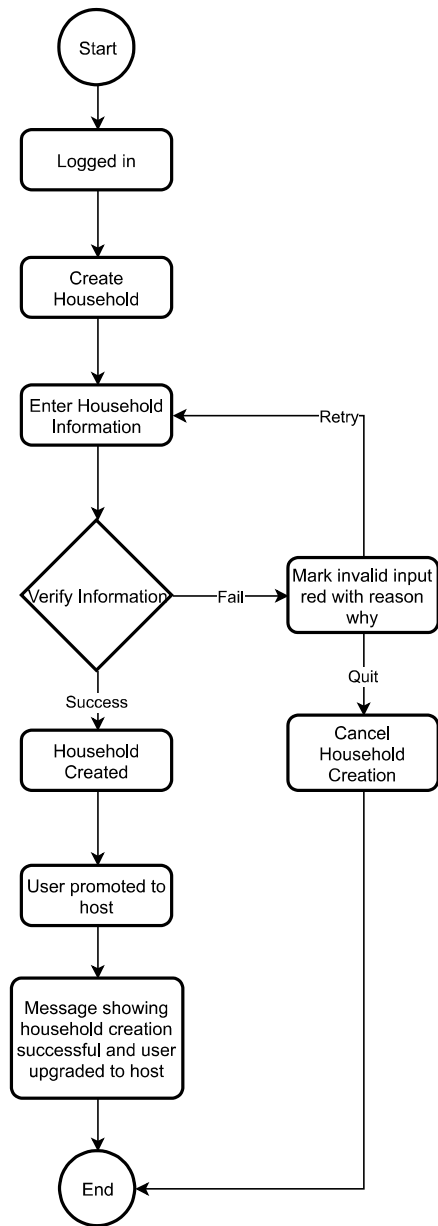 Start
Logged in
Create
Household
Enter Household
Information
Retry
Verify Information
Fail
Mark invalid input
red with reason
why
Success
Quit
Household
Created
Cancel
Household
Creation
User promoted to
host
Message showing
household creation
successful and user
upgraded to host
End